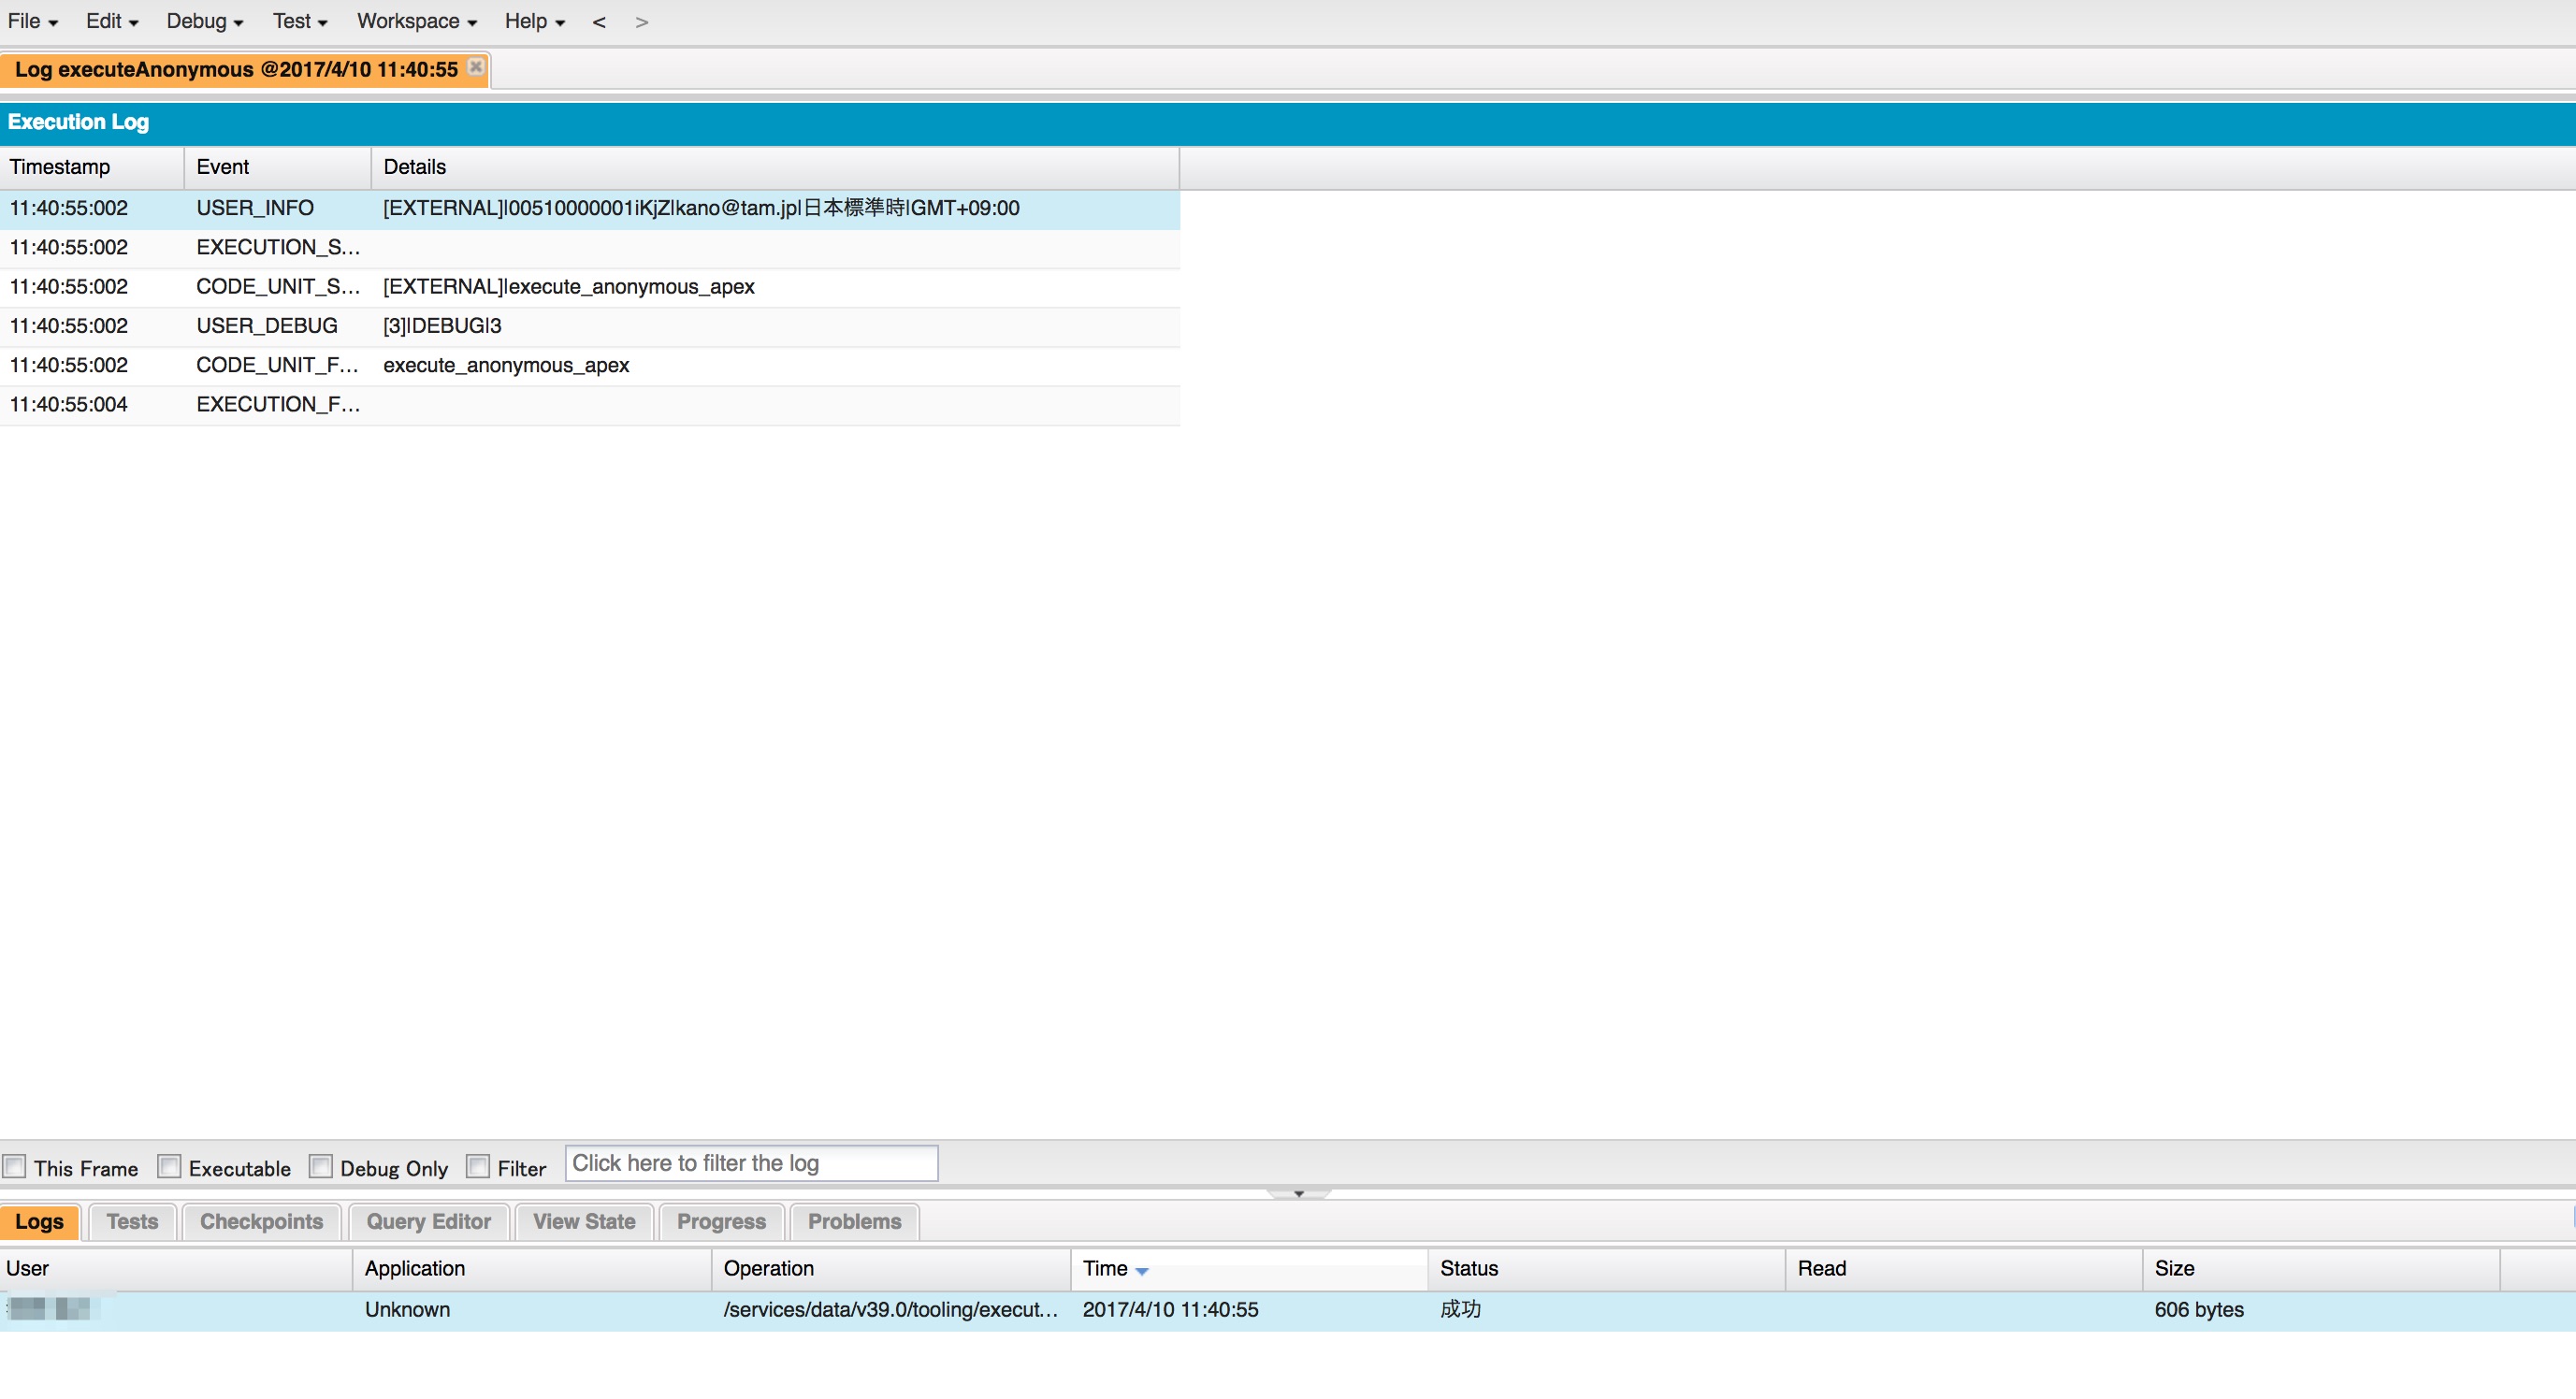 File Edit Debug Test Workspace Help < >
Log executeAnonymous @2017/4/10 11:40:55
Execution Log
Timestamp Event Details
11:40:55:002 USER_INFO [EXTERNAL]|00510000001iKjZ|kano@tam.jp|日本標準時|GMT+09:00
11:40:55:002 EXECUTION_S...
11:40:55:002 CODE_UNIT_S... [EXTERNAL]|execute_anonymous_apex
11:40:55:002 USER_DEBUG [3]|DEBUG|3
11:40:55:002 CODE_UNIT_F... execute_anonymous_apex
11:40:55:004 EXECUTION_F...
This Frame Executable Debug Only Filter Click here to filter the log
Logs Tests Checkpoints Query Editor View State Progress Problems
User Application Operation Time Status Read Size
Unknown /services/data/v39.0/tooling/execut... 2017/4/10 11:40:55 成功 606 bytes